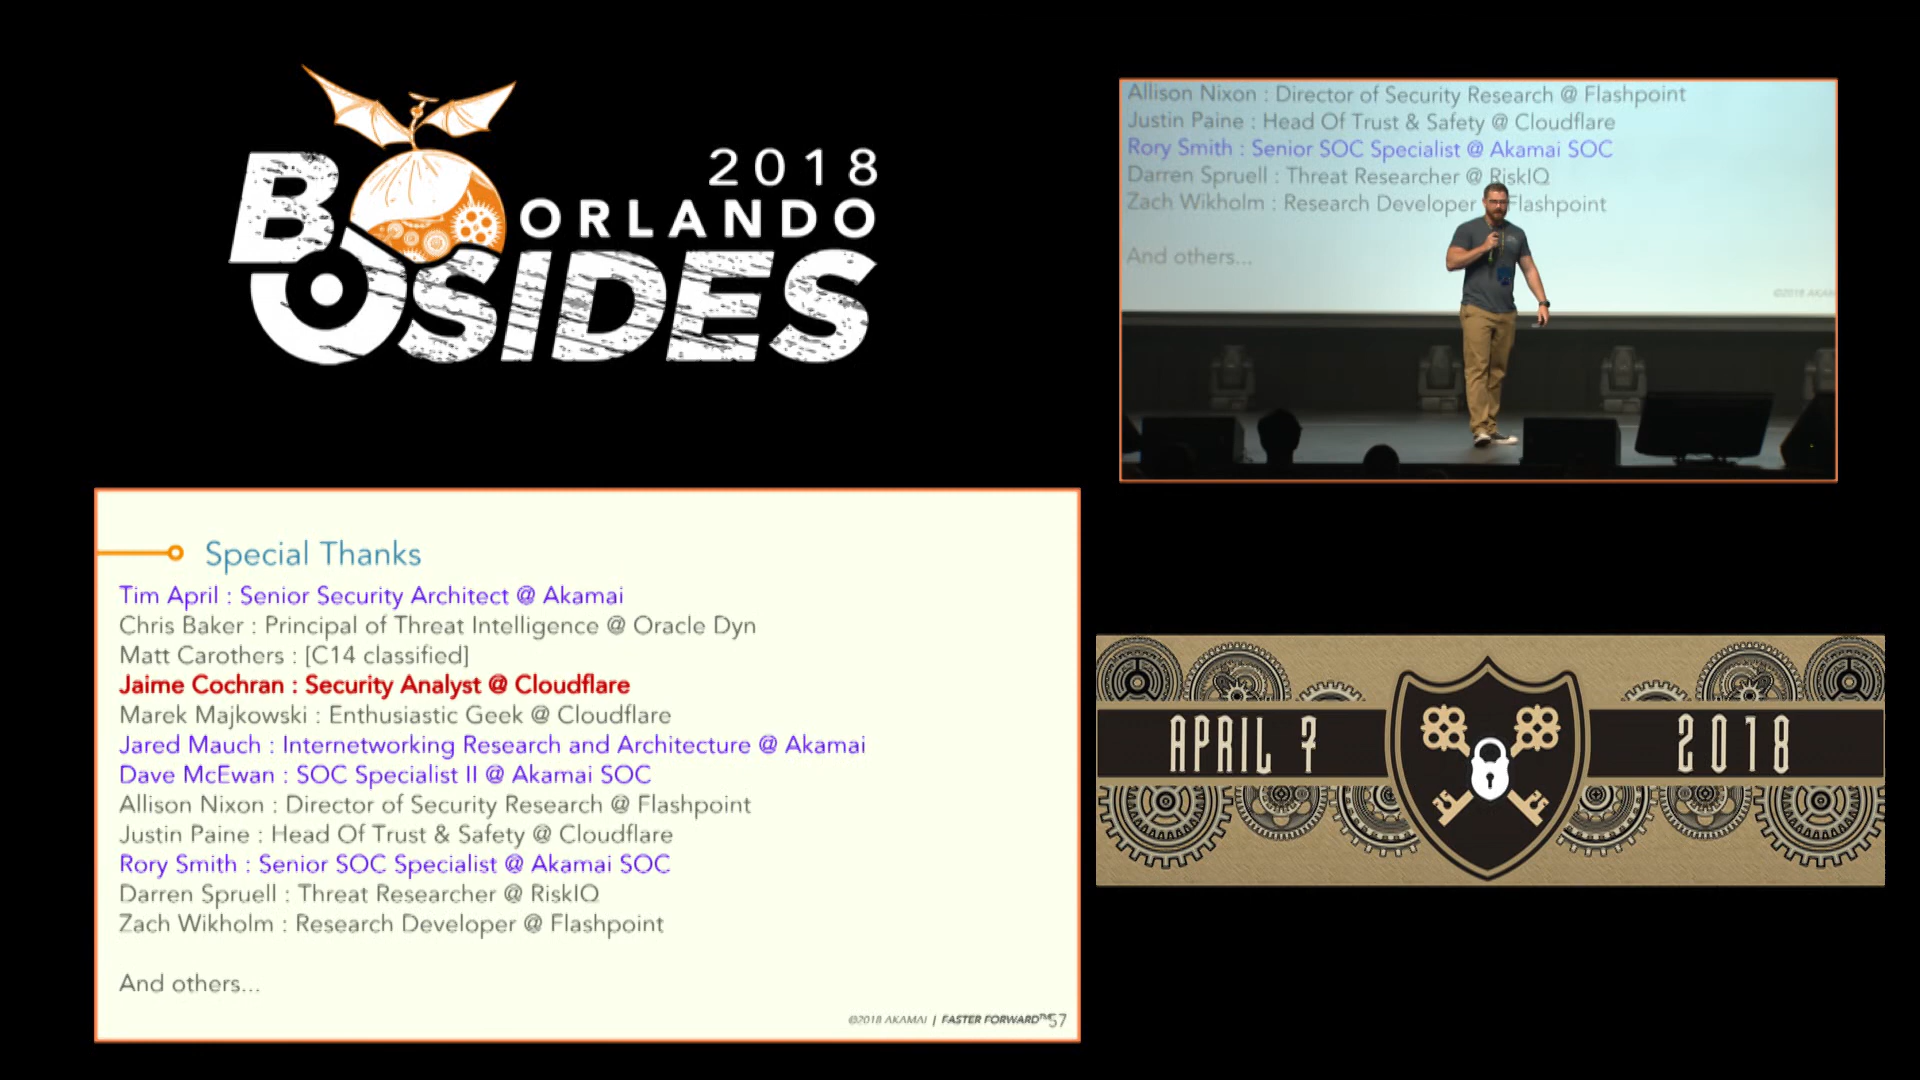 2018
ORLANDO
BSIDES
Allison Nixon : Director of Security Research @ Flashpoint
Justin Paine : Head Of Trust & Safety @ Cloudflare
Rory Smith : Senior SOC Specialist @ Akamai SOC
Darren Spruell : Threat Researcher @ RiskIQ
Zach Wikholm : Research Developer Flashpoint
And others...
©2018 AKAM
Special Thanks
Tim April : Senior Security Architect @ Akamai
Chris Baker : Principal of Threat Intelligence @ Oracle Dyn
Matt Carothers : [C14 classified]
Jaime Cochran : Security Analyst @ Cloudflare
Marek Majkowski : Enthusiastic Geek @ Cloudflare
Jared Mauch : Internetworking Research and Architecture @ Akamai
Dave McEwan : SOC Specialist II @ Akamai SOC
Allison Nixon : Director of Security Research @ Flashpoint
Justin Paine : Head Of Trust & Safety @ Cloudflare
Rory Smith : Senior SOC Specialist @ Akamai SOC
Darren Spruell : Threat Researcher @ RiskIQ
Zach Wikholm : Research Developer @ Flashpoint
And others...
©2018 AKAMAI | FASTER FORWARD™ 57
APRIL 7 2018